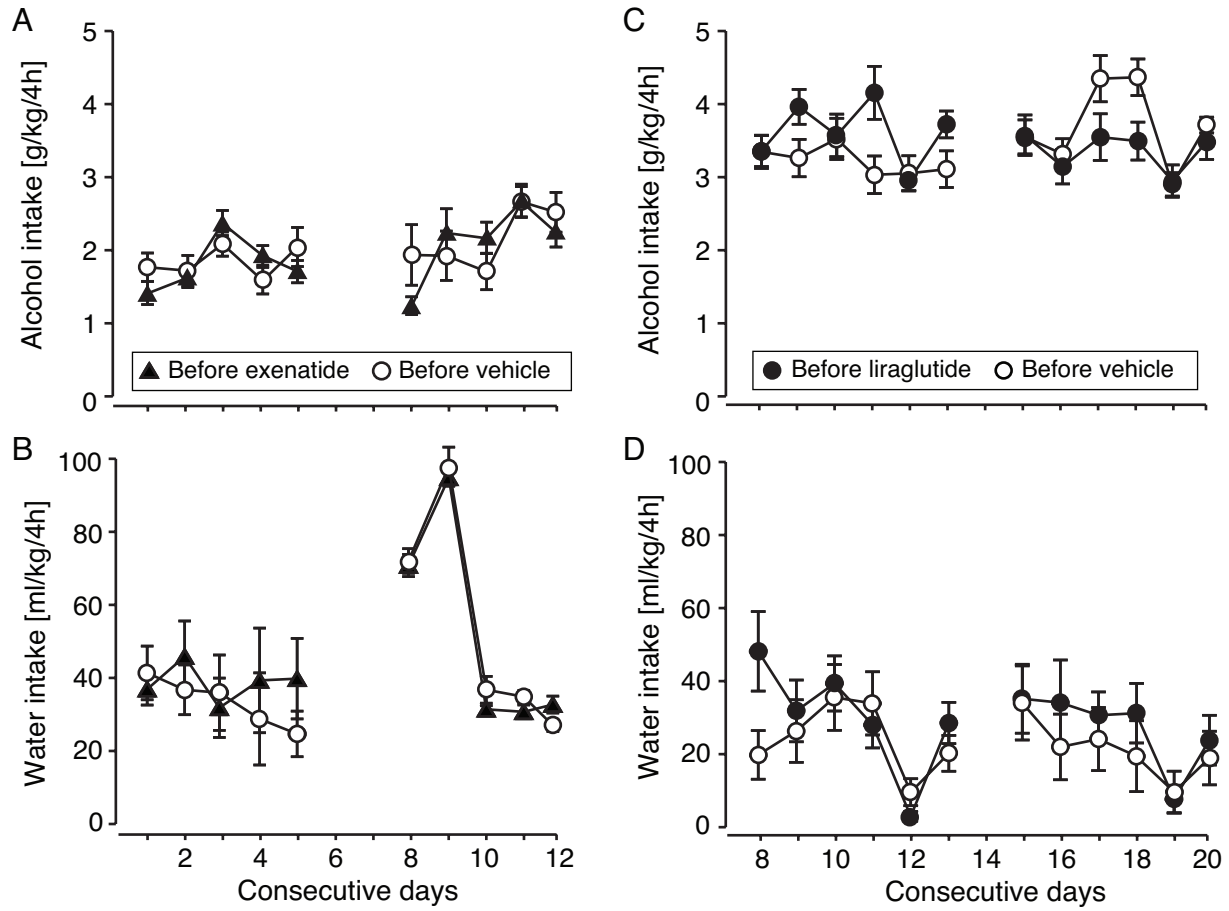 A
Alcohol intake [g/kg/4h]
5
4
3
2
1
0
Before exenatide Before vehicle
C
Alcohol intake [g/kg/4h]
5
4
3
2
1
0
Before liraglutide Before vehicle
B
Water intake [ml/kg/4h]
100
80
60
40
20
0
2 4 6 8 10 12
Consecutive days
D
Water intake [ml/kg/4h]
100
80
60
40
20
0
8 10 12 14 16 18 20
Consecutive days